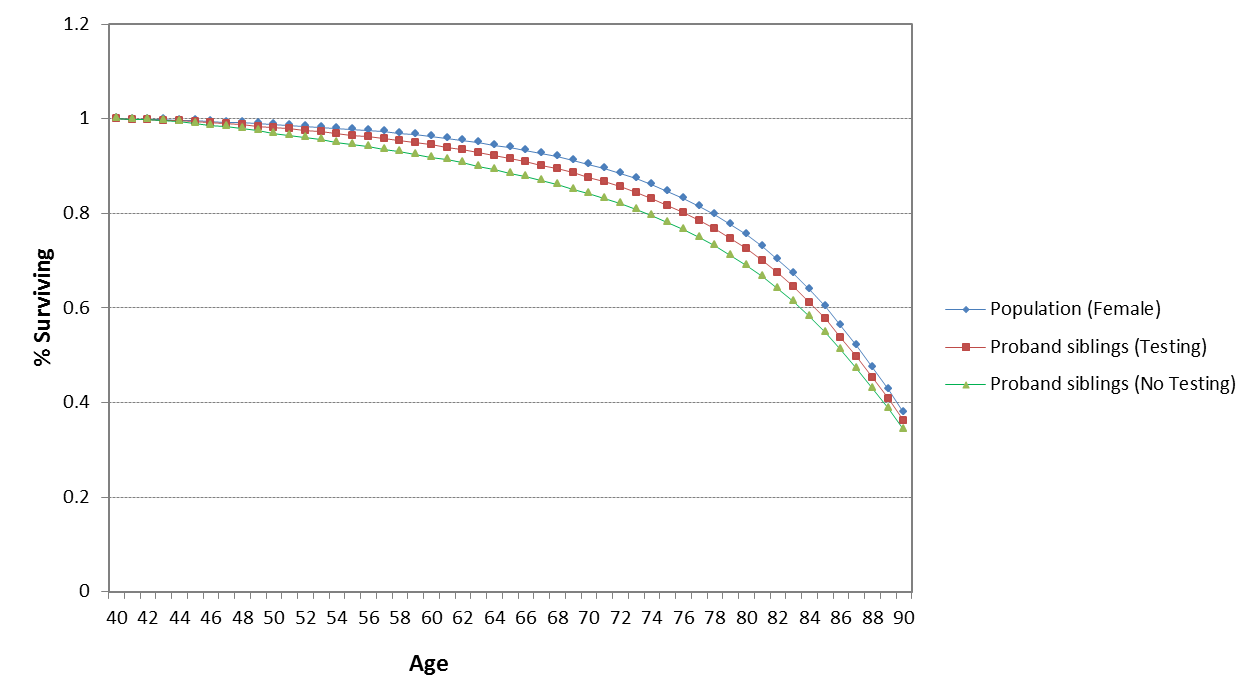 1.2
1
0.8
0.6
0.4
0.2
0
% Surviving
40 42 44 46 48 50 52 54 56 58 60 62 64 66 68 70 72 74 76 78 80 82 84 86 88 90
Age
Population (Female)
Proband siblings (Testing)
Proband siblings (No Testing)